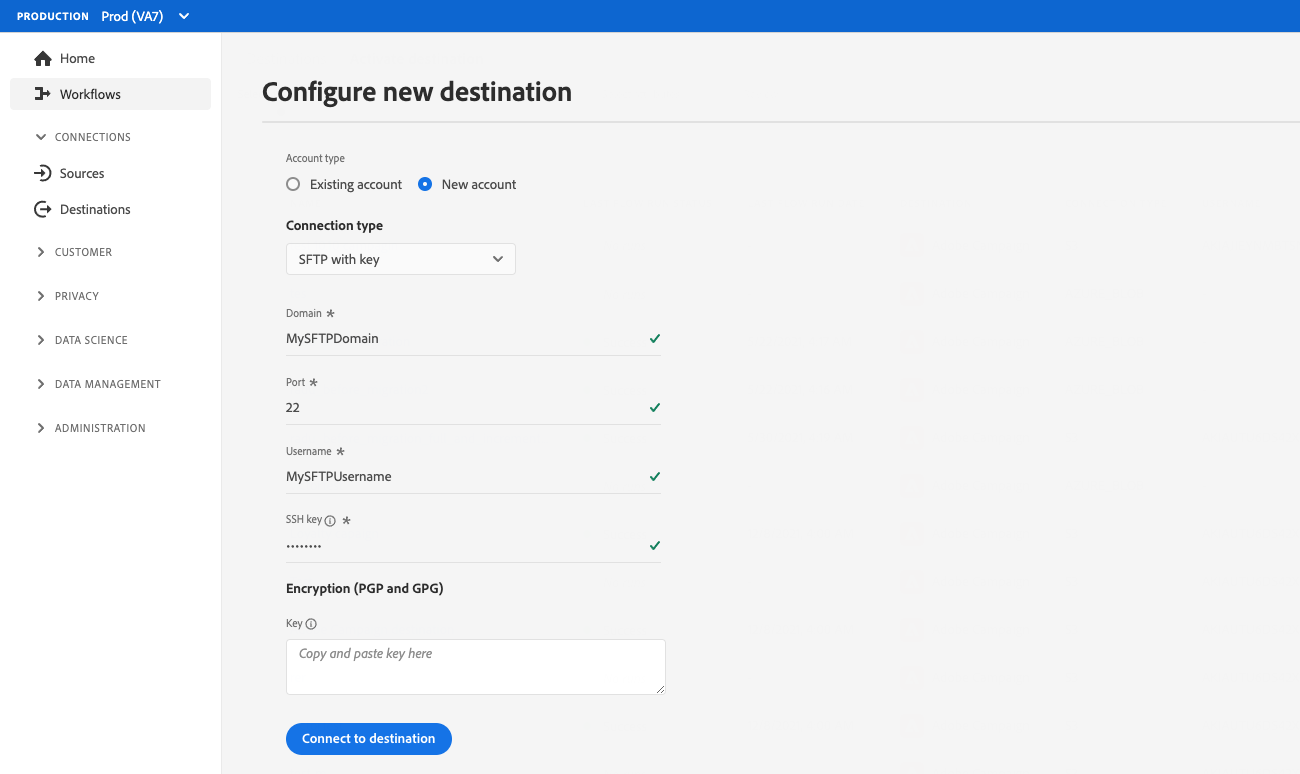 PRODUCTION Prod (VA7)
Home
Workflows
CONNECTIONS
Sources
Destinations
CUSTOMER
PRIVACY
DATA SCIENCE
DATA MANAGEMENT
ADMINISTRATION
Configure new destination
Account type
Existing account New account
Connection type
SFTP with key
Domain *
MySFTPDomain
Port *
22
Username *
MySFTPUsername
SSH key *
••••••••
Encryption (PGP and GPG)
Key
Copy and paste key here
Connect to destination